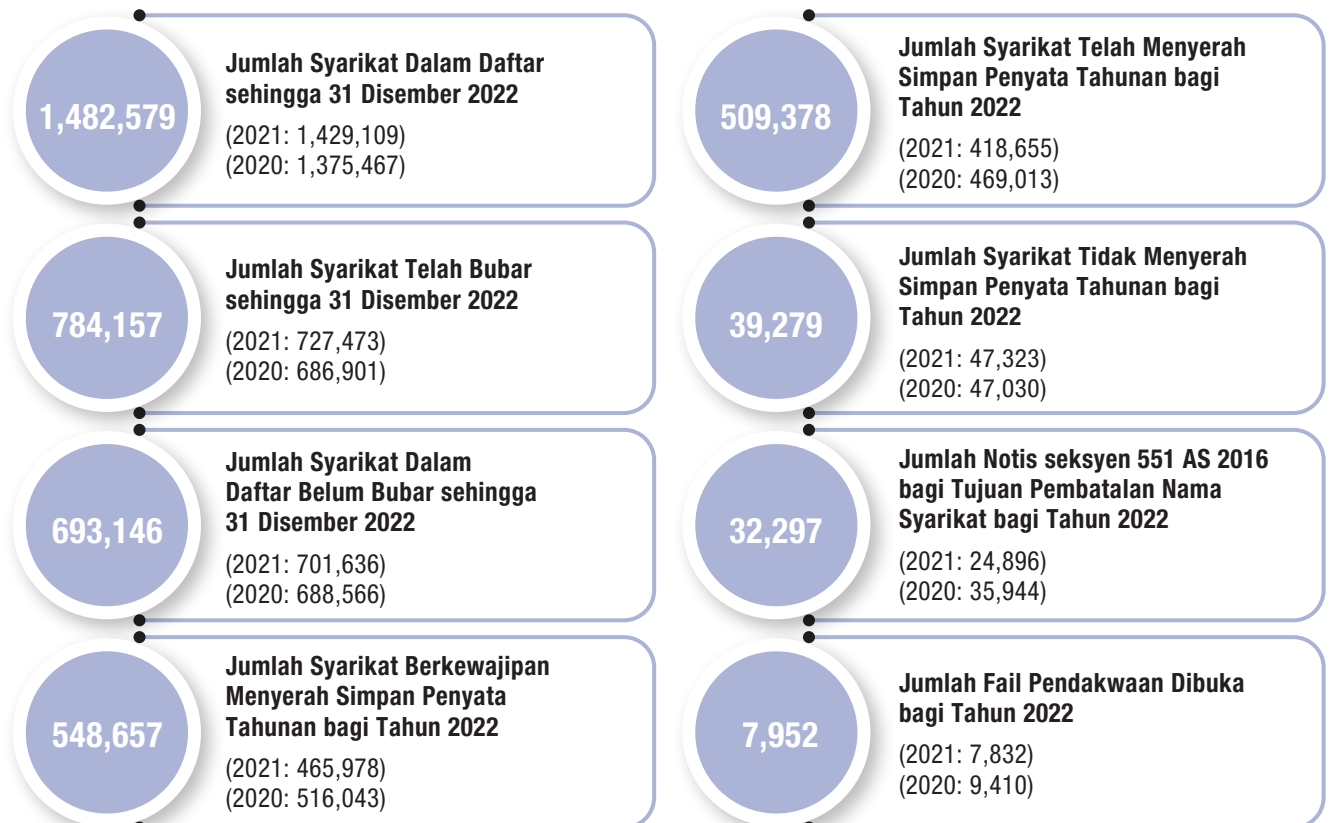 1,482,579
Jumlah Syarikat Dalam Daftar
sehingga 31 Disember 2022
(2021: 1,429,109)
(2020: 1,375,467)
784,157
Jumlah Syarikat Telah Bubar
sehingga 31 Disember 2022
(2021: 727,473)
(2020: 686,901)
693,146
Jumlah Syarikat Dalam
Daftar Belum Bubar sehingga
31 Disember 2022
(2021: 701,636)
(2020: 688,566)
548,657
Jumlah Syarikat Berkewajipan
Menyerah Simpan Penyata
Tahunan bagi Tahun 2022
(2021: 465,978)
(2020: 516,043)
509,378
Jumlah Syarikat Telah Menyerah
Simpan Penyata Tahunan bagi
Tahun 2022
(2021: 418,655)
(2020: 469,013)
39,279
Jumlah Syarikat Tidak Menyerah
Simpan Penyata Tahunan bagi
Tahun 2022
(2021: 47,323)
(2020: 47,030)
32,297
Jumlah Notis seksyen 551 AS 2016
bagi Tujuan Pembatalan Nama
Syarikat bagi Tahun 2022
(2021: 24,896)
(2020: 35,944)
7,952
Jumlah Fail Pendakwaan Dibuka
bagi Tahun 2022
(2021: 7,832)
(2020: 9,410)